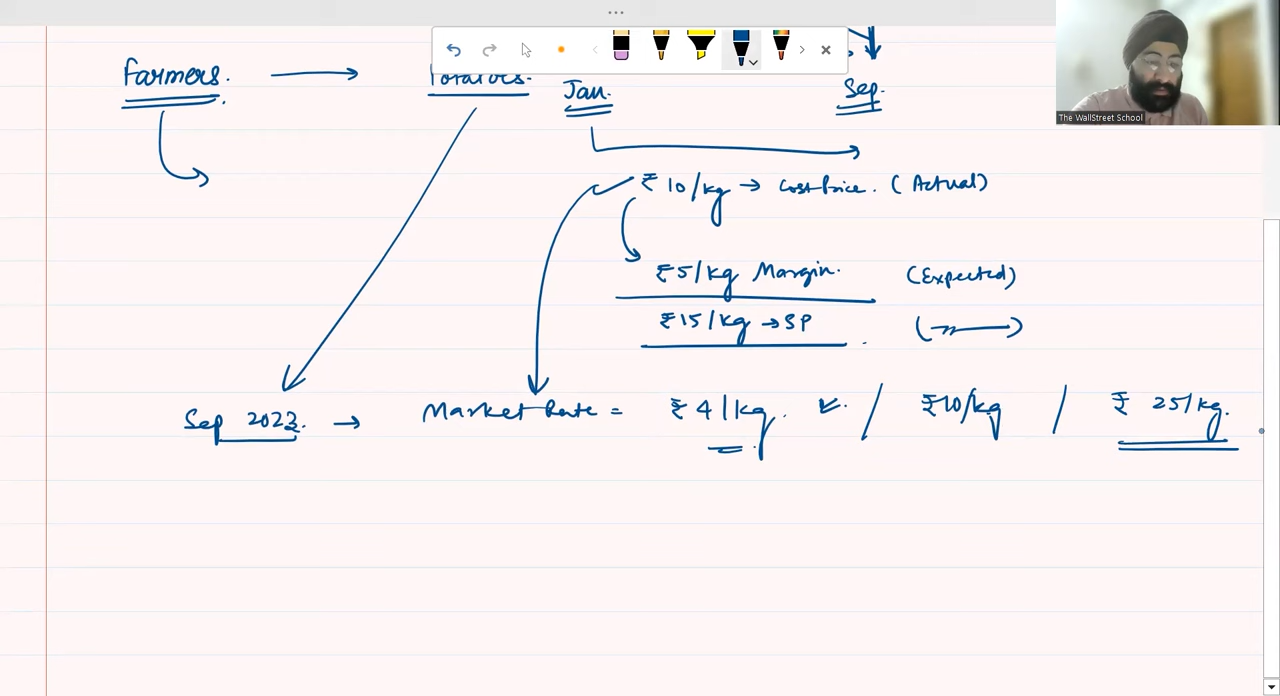 Farmers. → Potatoes. Jan. Sep.
The WallStreet School
₹10/kg → Cost Price. (Actual)
₹5/kg Margin. (Expected)
₹15/kg → SP
Sep 2023. → Market Rate = ₹4/kg. / ₹10/kg / ₹ 25/kg.